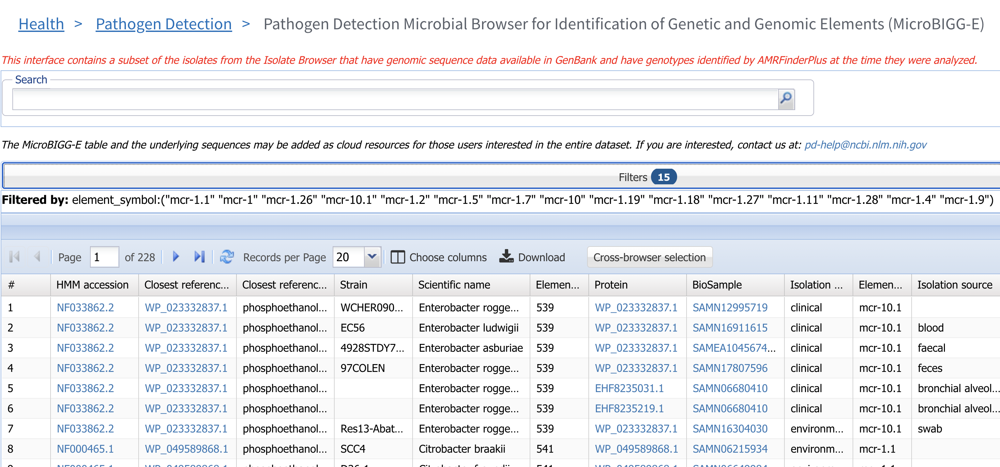 Health > Pathogen Detection > Pathogen Detection Microbial Browser for Identification of Genetic and Genomic Elements (MicroBIGG-E)
This interface contains a subset of the isolates from the Isolate Browser that have genomic sequence data available in GenBank and have genotypes identified by AMRFinderPlus at the time they were analyzed.
Search
The MicroBIGG-E table and the underlying sequences may be added as cloud resources for those users interested in the entire dataset. If you are interested, contact us at: pd-help@ncbi.nlm.nih.gov
Filters 15
Filtered by: element_symbol:("mcr-1.1" "mcr-1" "mcr-1.26" "mcr-10.1" "mcr-1.2" "mcr-1.5" "mcr-1.7" "mcr-10" "mcr-1.19" "mcr-1.18" "mcr-1.27" "mcr-1.11" "mcr-1.28" "mcr-1.4" "mcr-1.9")
Page 1 of 228 Records per Page 20 Choose columns Download Cross-browser selection
# HMM accession Closest referenc... Closest referenc... Strain Scientific name Elemen... Protein BioSample Isolation ... Elemen... Isolation source
1 NF033862.2 WP_023332837.1 phosphoethanol... WCHER090... Enterobacter rogge... 539 WP_023332837.1 SAMN12995719 clinical mcr-10.1
2 NF033862.2 WP_023332837.1 phosphoethanol... EC56 Enterobacter ludwigii 539 WP_023332837.1 SAMN16911615 clinical mcr-10.1 blood
3 NF033862.2 WP_023332837.1 phosphoethanol... 4928STDY7... Enterobacter asburiae 539 WP_023332837.1 SAMEA1045674... clinical mcr-10.1 faecal
4 NF033862.2 WP_023332837.1 phosphoethanol... 97COLEN Enterobacter rogge... 539 WP_023332837.1 SAMN17807596 clinical mcr-10.1 feces
5 NF033862.2 WP_023332837.1 phosphoethanol... Enterobacter rogge... 539 EHF8235031.1 SAMN06680410 clinical mcr-10.1 bronchial alveol...
6 NF033862.2 WP_023332837.1 phosphoethanol... Enterobacter rogge... 539 EHF8235219.1 SAMN06680410 clinical mcr-10.1 bronchial alveol...
7 NF033862.2 WP_023332837.1 phosphoethanol... Res13-Abat... Enterobacter rogge... 539 WP_023332837.1 SAMN16304030 environm... mcr-10.1 swab
8 NF000465.1 WP_049589868.1 phosphoethanol... SCC4 Citrobacter braakii 541 WP_049589868.1 SAMN06215934 environm... mcr-1.1